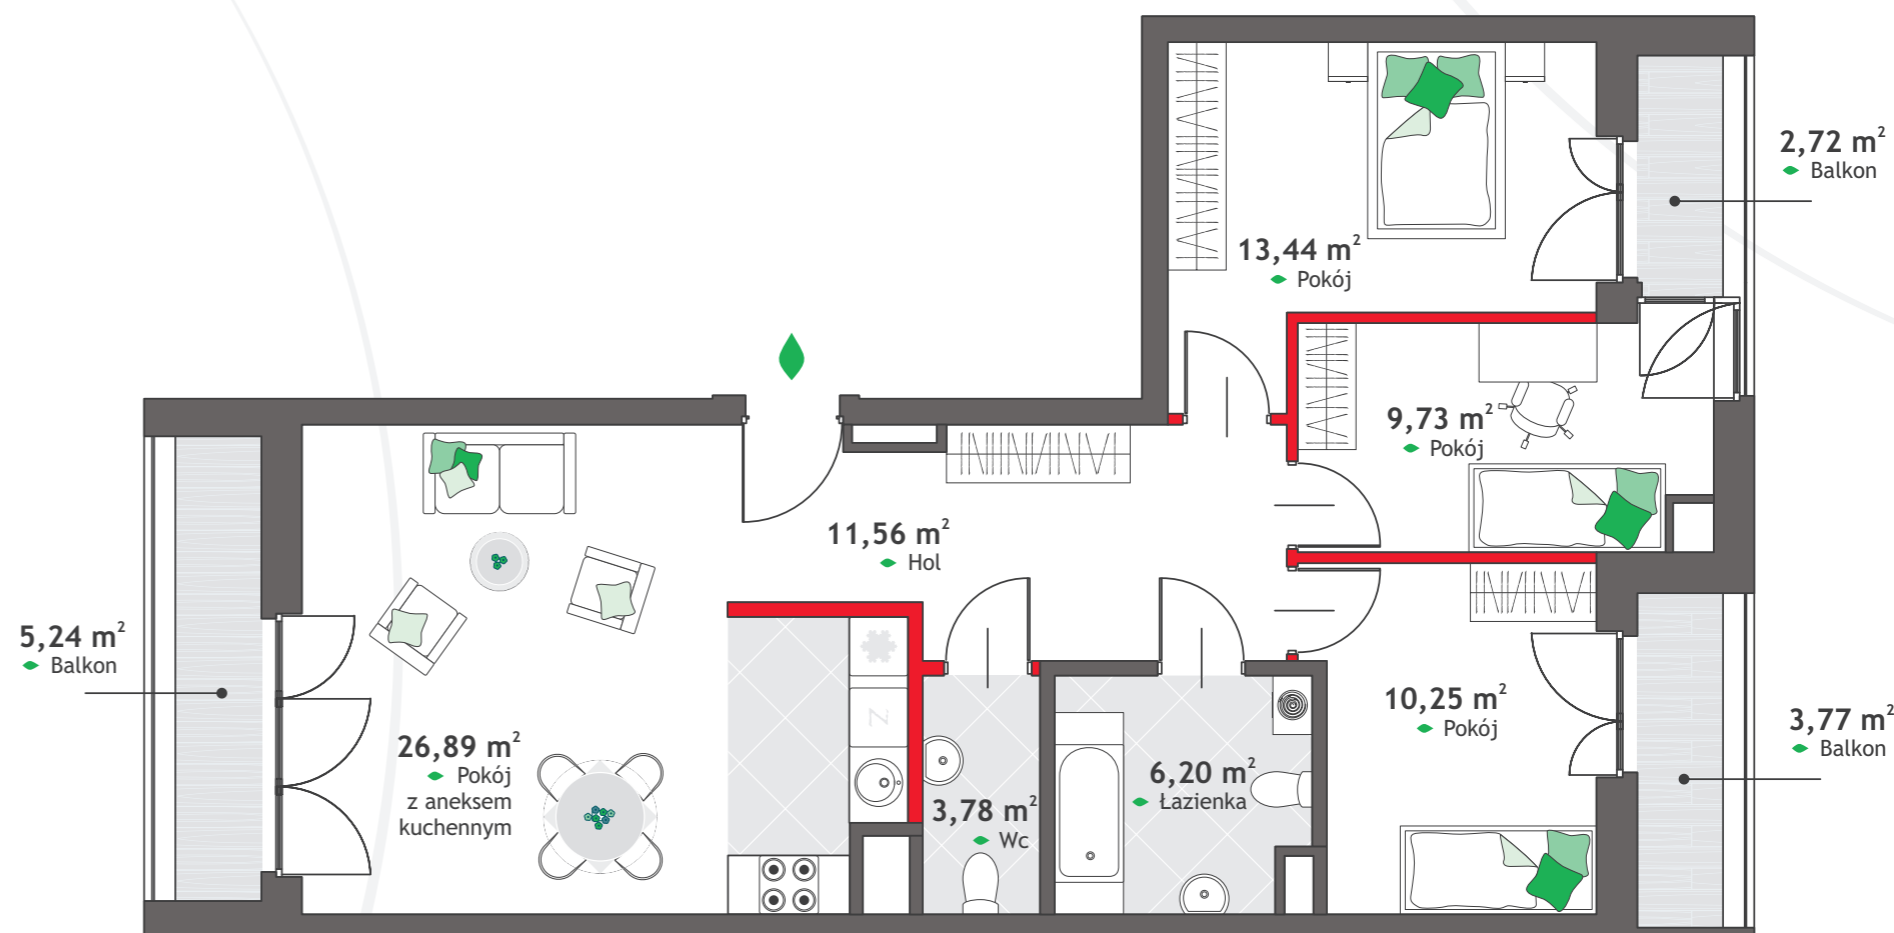 2,72 m²
Balkon
13,44 m²
Pokój
9,73 m²
Pokój
11,56 m²
Hol
5,24 m²
Balkon
26,89 m²
Pokój
z aneksem
kuchennym
N
3,78 m²
Wc
6,20 m²
Łazienka
10,25 m²
Pokój
3,77 m²
Balkon